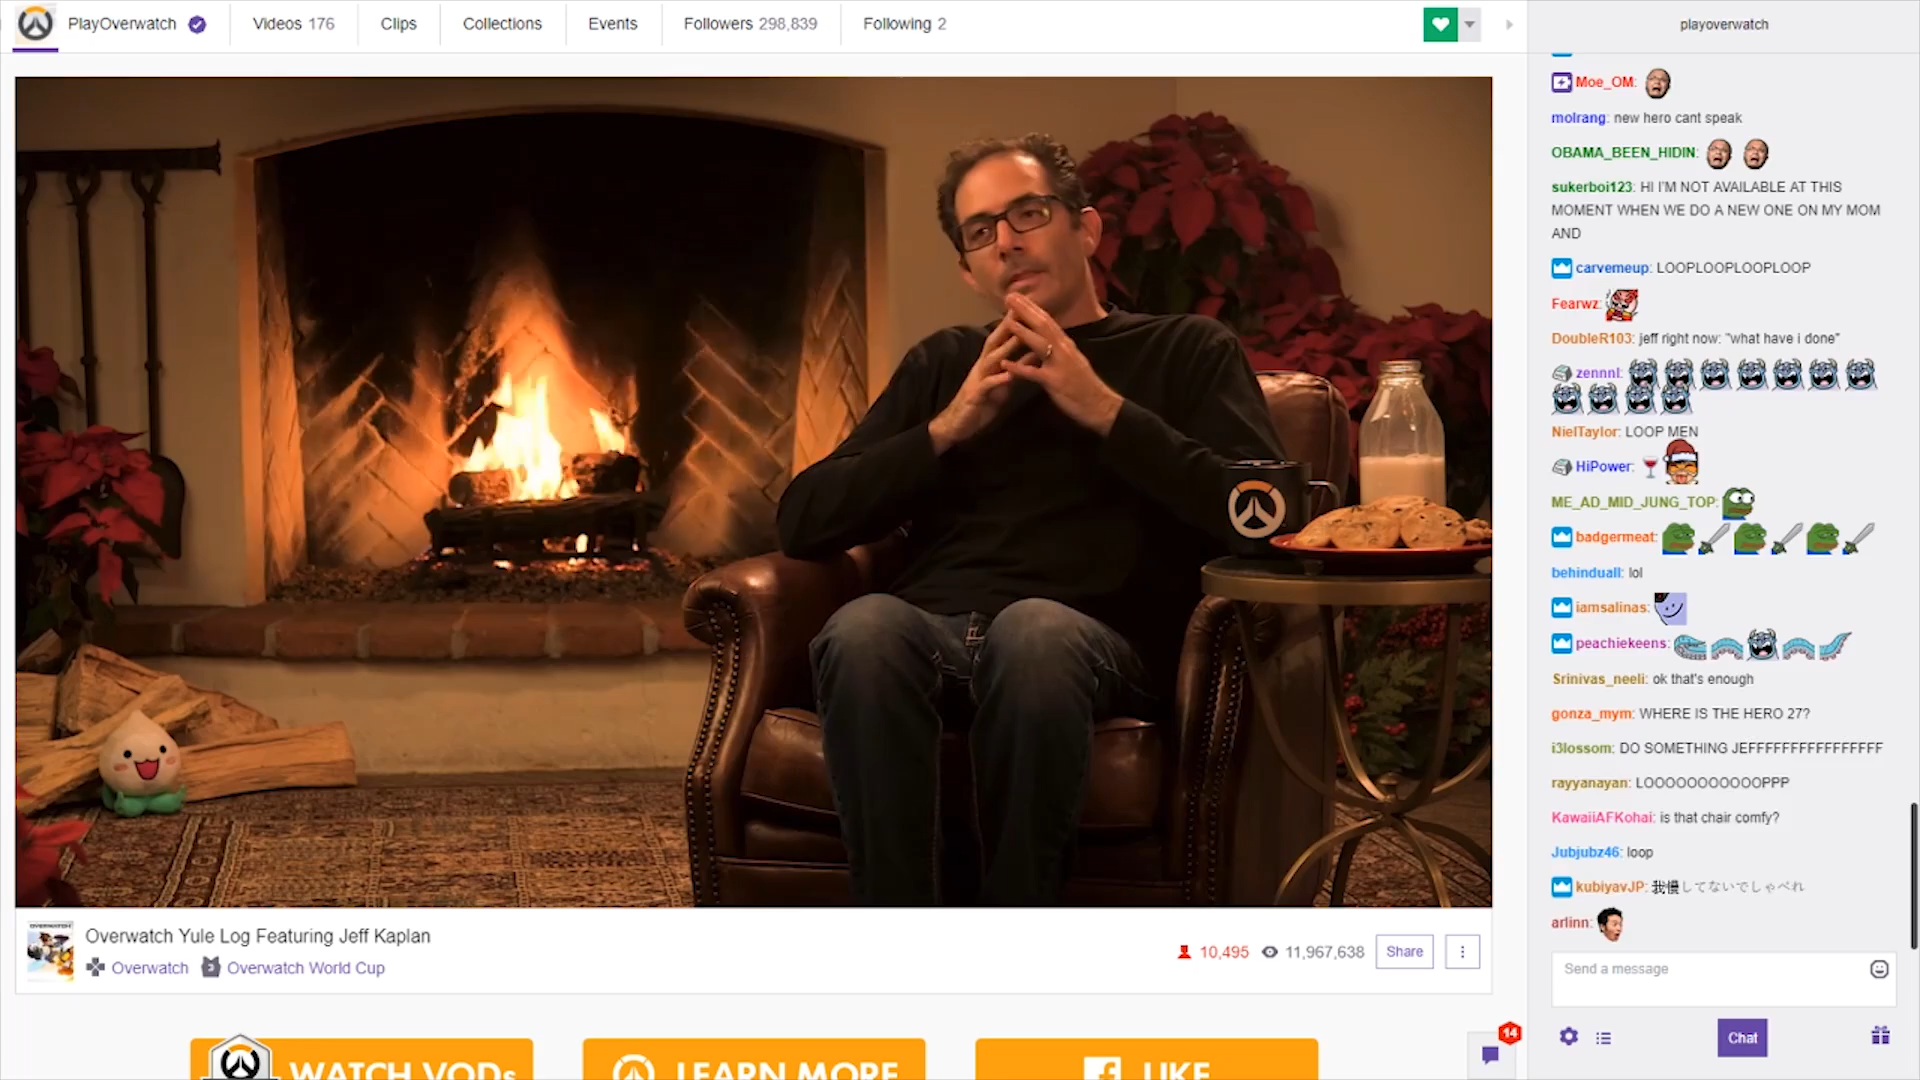 PlayOverwatch
Videos 176
Clips
Collections
Events
Followers 298,839
Following 2
playoverwatch
Moe_OM:
molrang: new hero cant speak
OBAMA_BEEN_HIDIN:
sukerboi123: HI I'M NOT AVAILABLE AT THIS
MOMENT WHEN WE DO A NEW ONE ON MY MOM
AND
carvemeup: LOOPLOOPLOOPLOOP
Fearwz:
DoubleR103: jeff right now: "what have i done"
zennnl:
NielTaylor: LOOP MEN
HiPower:
ME_AD_MID_JUNG_TOP:
badgermeat:
behinduall: lol
iamsalinas:
peachiekeens:
Srinivas_neeli: ok that's enough
gonza_mym: WHERE IS THE HERO 27?
i3lossom: DO SOMETHING JEFFFFFFFFFFFFFFFF
rayyanayan: LOOOOOOOOOOOPPP
KawaiiAFKohai: is that chair comfy?
Jubjubz46: loop
kubiyavJP: 我慢してないでしゃべれ
arlinn:
Send a message
Chat
Overwatch Yule Log Featuring Jeff Kaplan
Overwatch
Overwatch World Cup
10,495
11,967,638
Share
14
WATCH VODs
LEARN MORE
LIKE